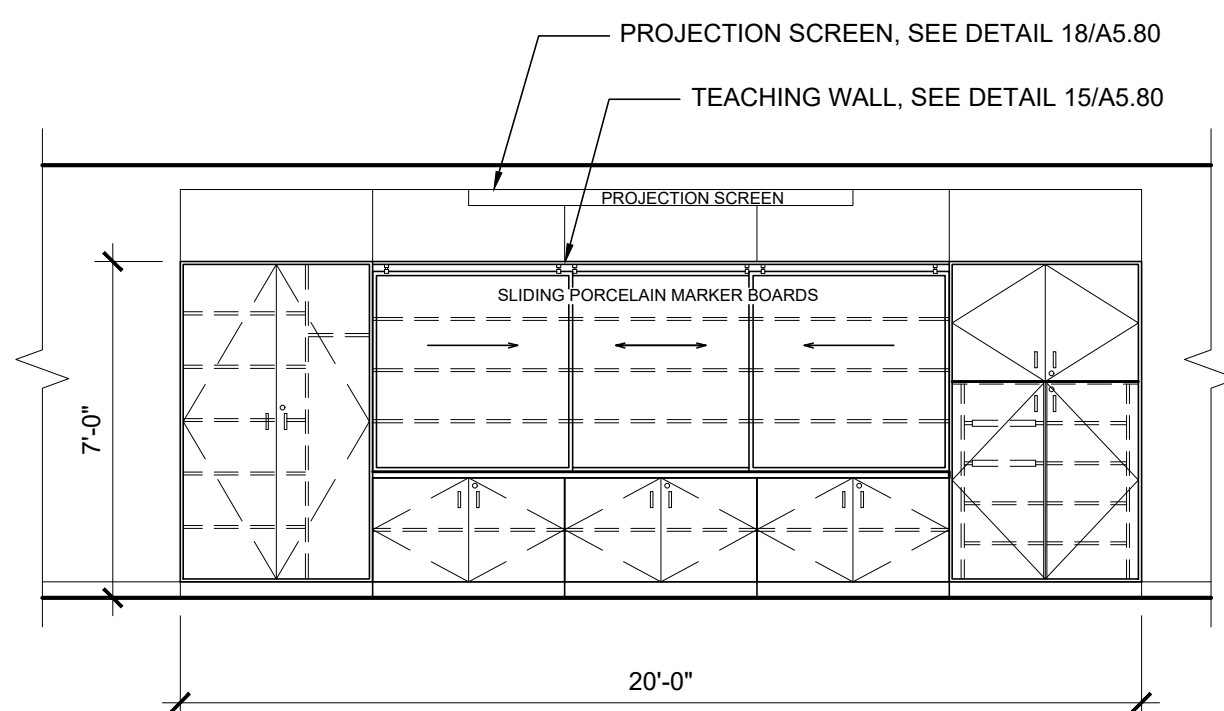 PROJECTION SCREEN, SEE DETAIL 18/A5.80
TEACHING WALL, SEE DETAIL 15/A5.80
PROJECTION SCREEN
SLIDING PORCELAIN MARKER BOARDS
7'-0"
20'-0"